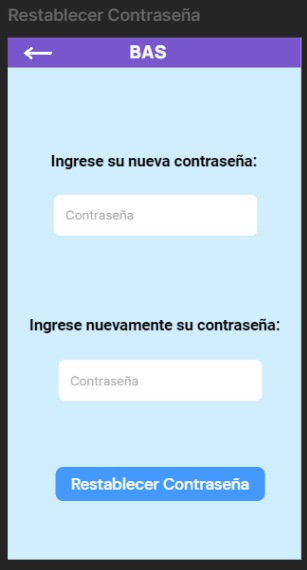 Restablecer Contraseña
BAS
Ingrese su nueva contraseña:
Contraseña
Ingrese nuevamente su contraseña:
Contraseña
Restablecer Contraseña